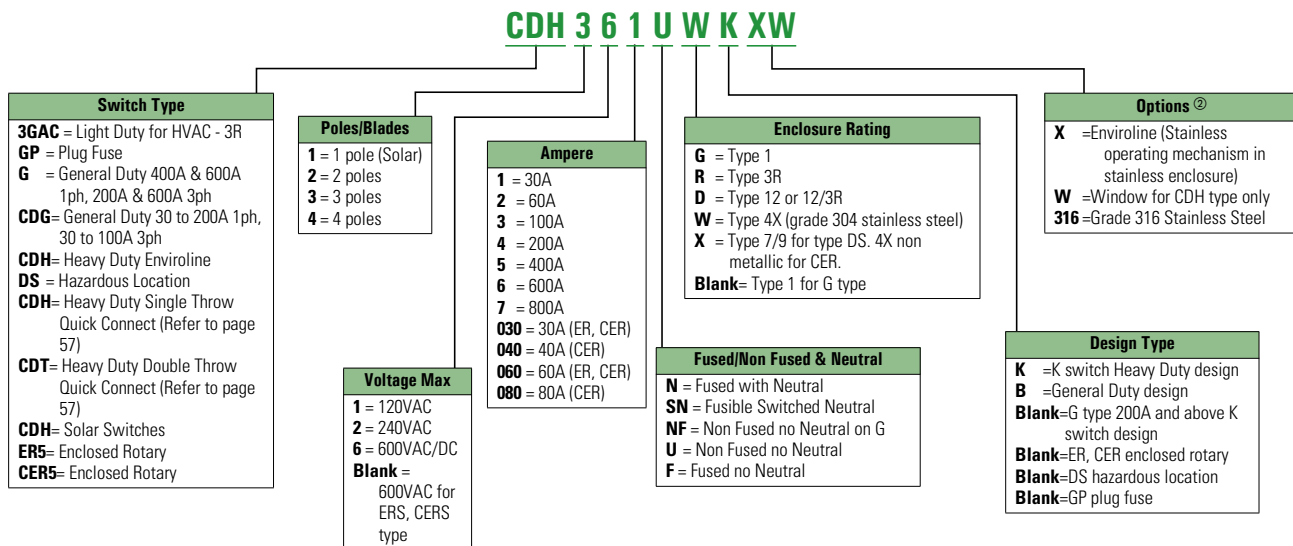 CDH 3 6 1 U W K XW
Switch Type
3GAC = Light Duty for HVAC - 3R
GP = Plug Fuse
G = General Duty 400A & 600A
1ph, 200A & 600A 3ph
CDG= General Duty 30 to 200A 1ph,
30 to 100A 3ph
CDH= Heavy Duty Enviroline
DS = Hazardous Location
CDH= Heavy Duty Single Throw
Quick Connect (Refer to page
57)
CDT= Heavy Duty Double Throw
Quick Connect (Refer to page
57)
CDH= Solar Switches
ER5= Enclosed Rotary
CER5= Enclosed Rotary
Poles/Blades
1 = 1 pole (Solar)
2 = 2 poles
3 = 3 poles
4 = 4 poles
Voltage Max
1 = 120VAC
2 = 240VAC
6 = 600VAC/DC
Blank =
600VAC for
ERS, CERS
type
Ampere
1 = 30A
2 = 60A
3 = 100A
4 = 200A
5 = 400A
6 = 600A
7 = 800A
030 = 30A (ER, CER)
040 = 40A (CER)
060 = 60A (ER, CER)
080 = 80A (CER)
Fused/Non Fused & Neutral
N = Fused with Neutral
SN = Fusible Switched Neutral
NF = Non Fused no Neutral on G
U = Non Fused no Neutral
F = Fused no Neutral
Enclosure Rating
G = Type 1
R = Type 3R
D = Type 12 or 12/3R
W = Type 4X (grade 304 stainless steel)
X = Type 7/9 for type DS. 4X non
metallic for CER.
Blank= Type 1 for G type
Design Type
K =K switch Heavy Duty design
B =General Duty design
Blank=G type 200A and above K
switch design
Blank=ER, CER enclosed rotary
Blank=DS hazardous location
Blank=GP plug fuse
Options ②
X =Enviroline (Stainless
operating mechanism in
stainless enclosure)
W =Window for CDH type only
316 =Grade 316 Stainless Steel